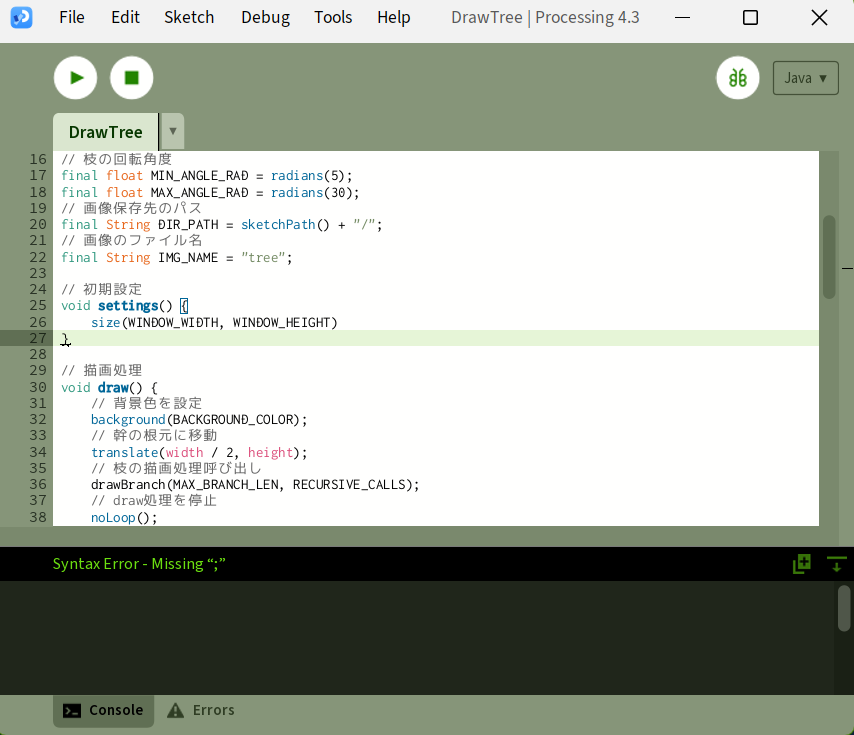 File Edit Sketch Debug Tools Help DrawTree | Processing 4.3
Java ▼
DrawTree ▼
16 // 枝の回転角度
17 final float MIN_ANGLE_RAD = radians(5);
18 final float MAX_ANGLE_RAD = radians(30);
19 // 画像保存先のパス
20 final String DIR_PATH = sketchPath() + "/";
21 // 画像のファイル名
22 final String IMG_NAME = "tree";
23
24 // 初期設定
25 void settings() {
26     size(WINDOW_WIDTH, WINDOW_HEIGHT)
27 }
28
29 // 描画処理
30 void draw() {
31     // 背景色を設定
32     background(BACKGROUND_COLOR);
33     // 幹の根元に移動
34     translate(width / 2, height);
35     // 枝の描画処理呼び出し
36     drawBranch(MAX_BRANCH_LEN, RECURSIVE_CALLS);
37     // draw処理を停止
38     noLoop();
Syntax Error - Missing “;”
Console Errors